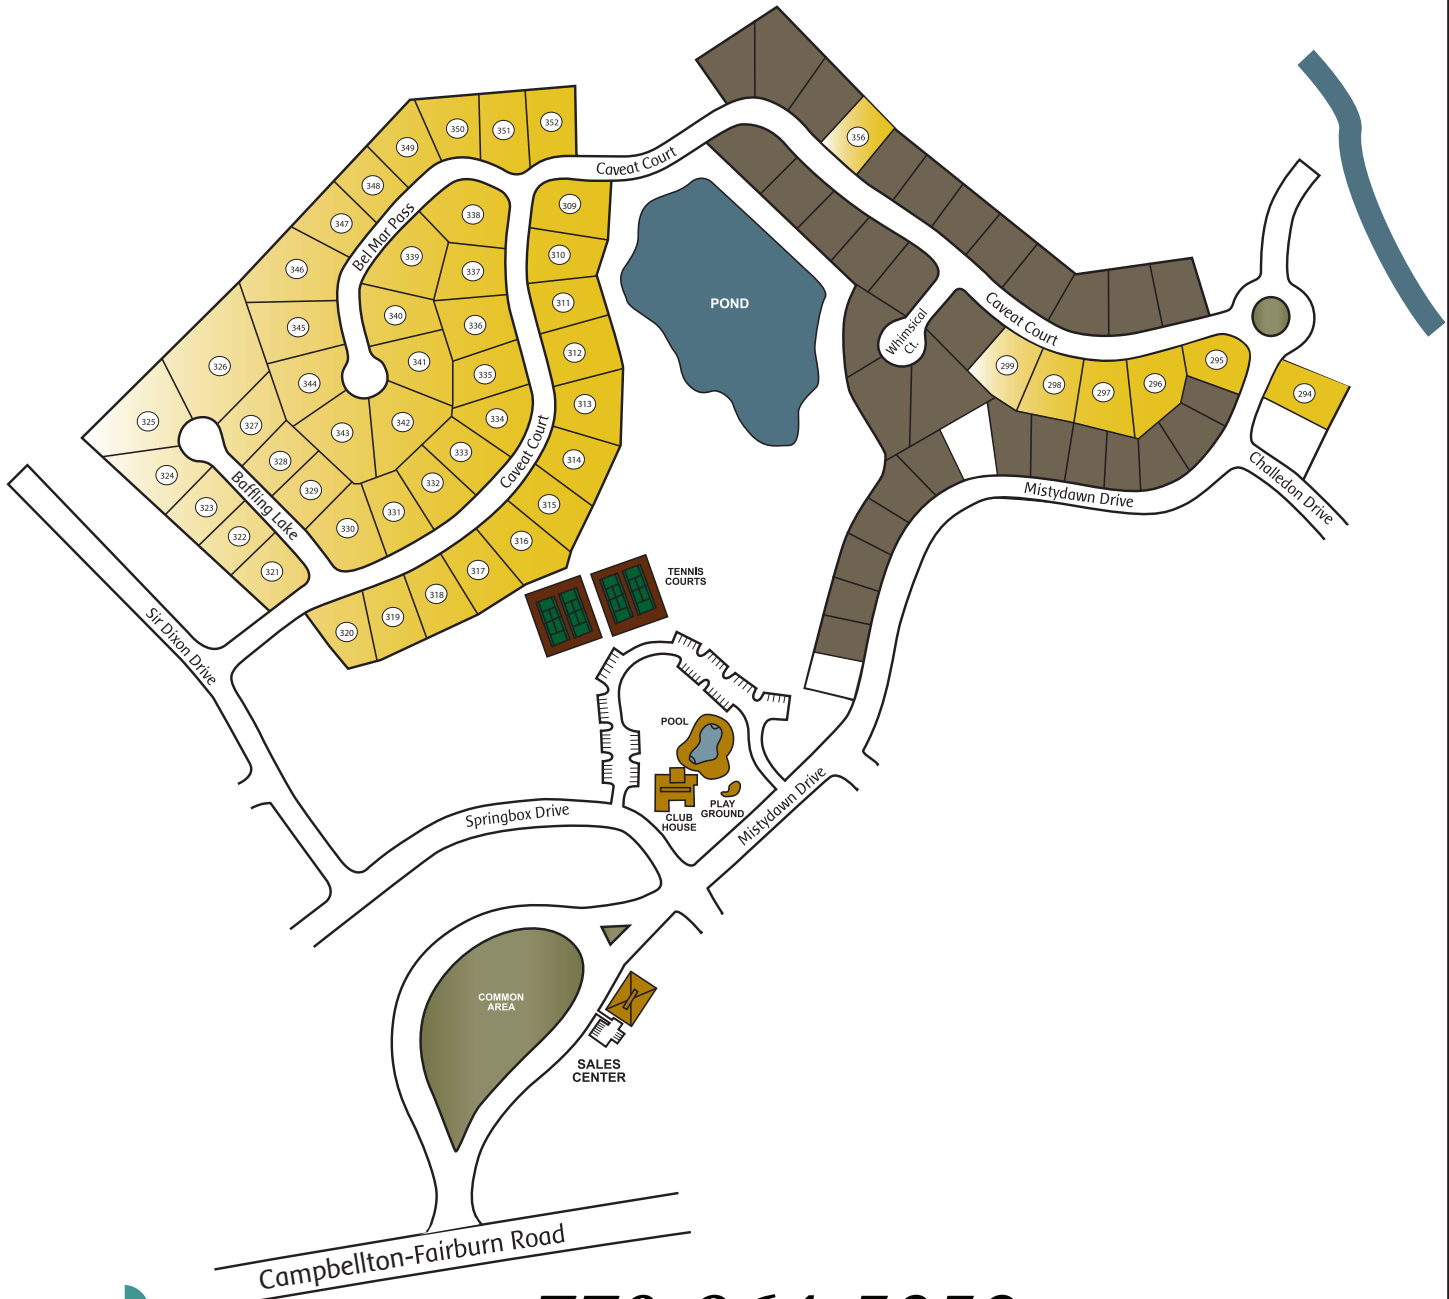 352
350
351
349
356
348
Caveat Court
309
338
347
Bel Mar Pass
310
339
346
337
311
POND
340
336
345
Caveat Court
Whimsical
Ct.
312
295
341
326
299
335
344
298
296
297
294
313
334
325
342
327
343
333
314
328
Caveat Court
324
332
Challedon Drive
329
Mistydawn Drive
315
323
Baffling Lake
331
330
322
316
321
317
TENNIS
COURTS
318
319
320
Sir Dixon Drive
POOL
PLAY
GROUND
CLUB
HOUSE
Mistydawn Drive
Springbox Drive
COMMON
AREA
SALES
CENTER
Campbellton-Fairburn Road